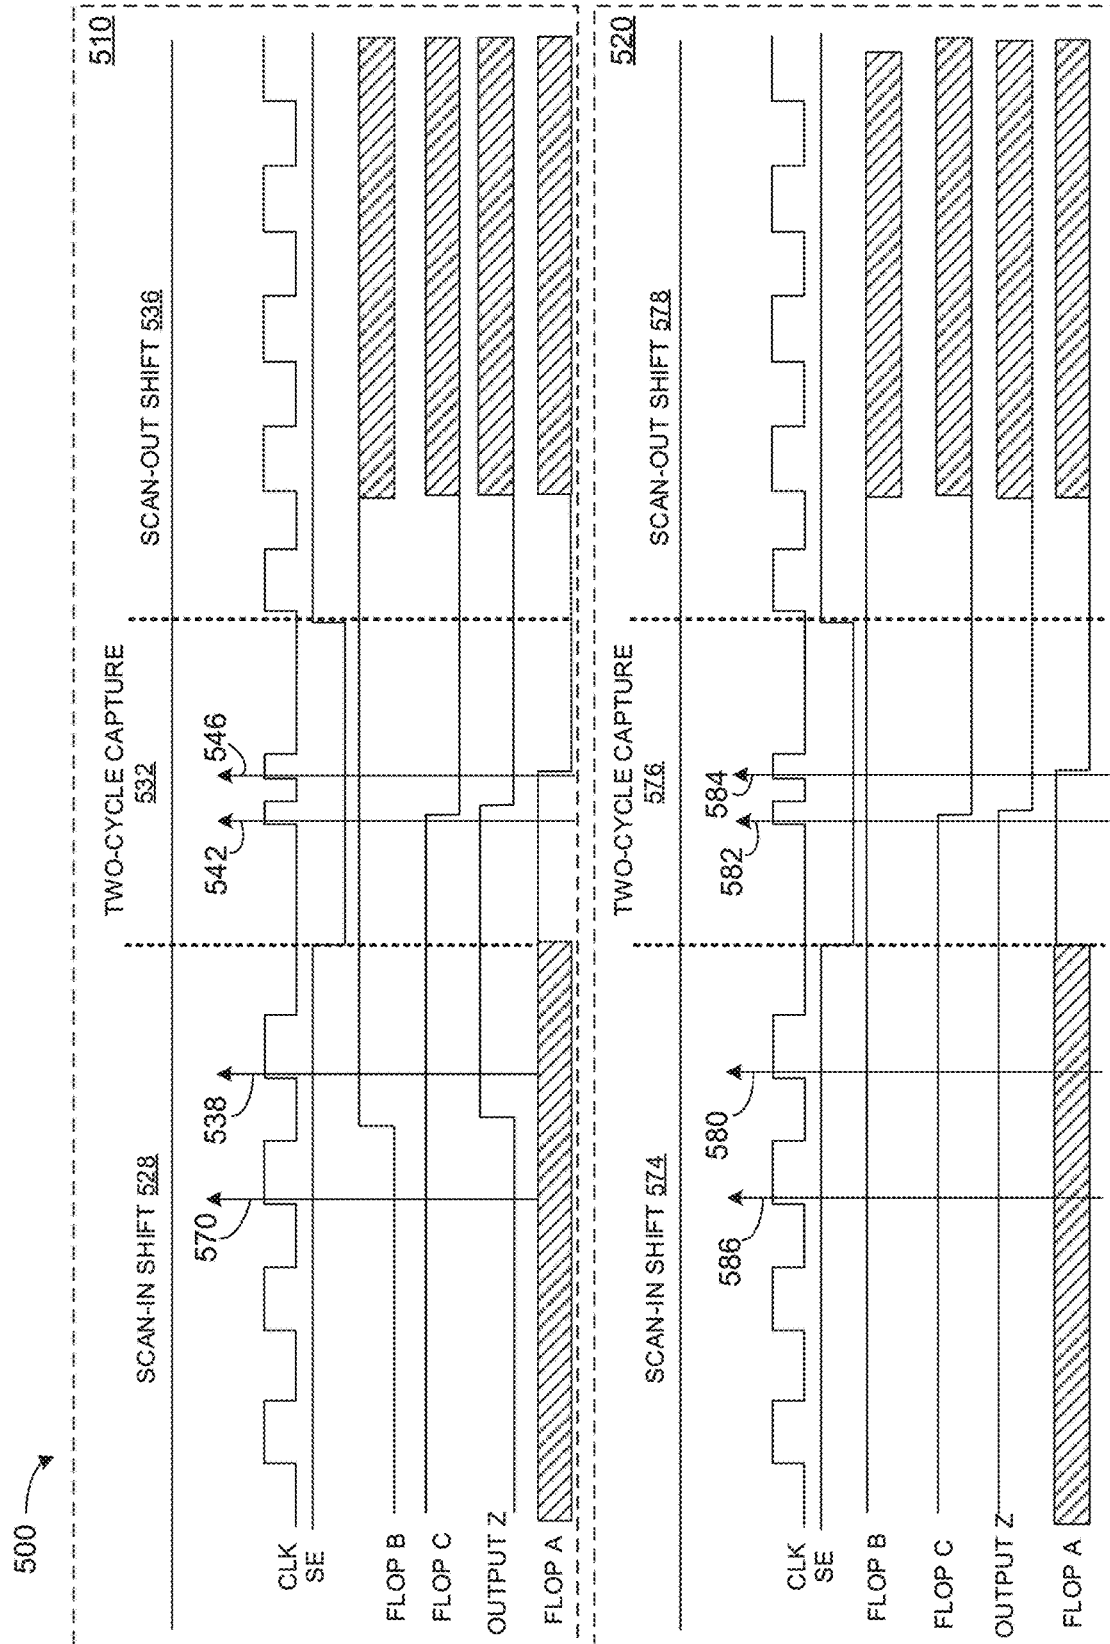 500
510
SCAN-IN SHIFT 528
TWO-CYCLE CAPTURE
532
SCAN-OUT SHIFT 536
570
538
542
546
CLK
SE
FLOP B
FLOP C
OUTPUT Z
FLOP A
520
SCAN-IN SHIFT 574
TWO-CYCLE CAPTURE
576
SCAN-OUT SHIFT 578
586
580
582
584
CLK
SE
FLOP B
FLOP C
OUTPUT Z
FLOP A